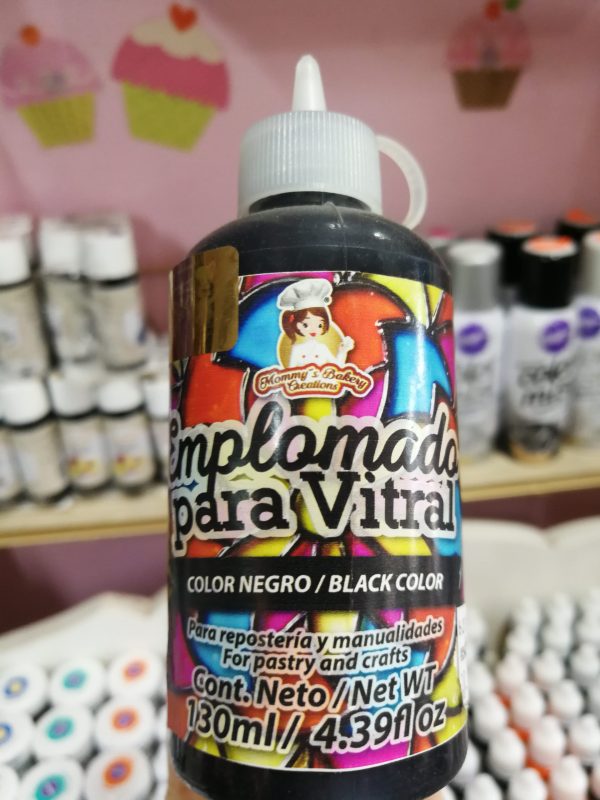 Mommy's Bakery
Creations
Emplomado
para Vitral
COLOR NEGRO / BLACK COLOR
Para repostería y manualidades
For pastry and crafts
Cont. Neto / Net WT
130ml / 4.39fl oz